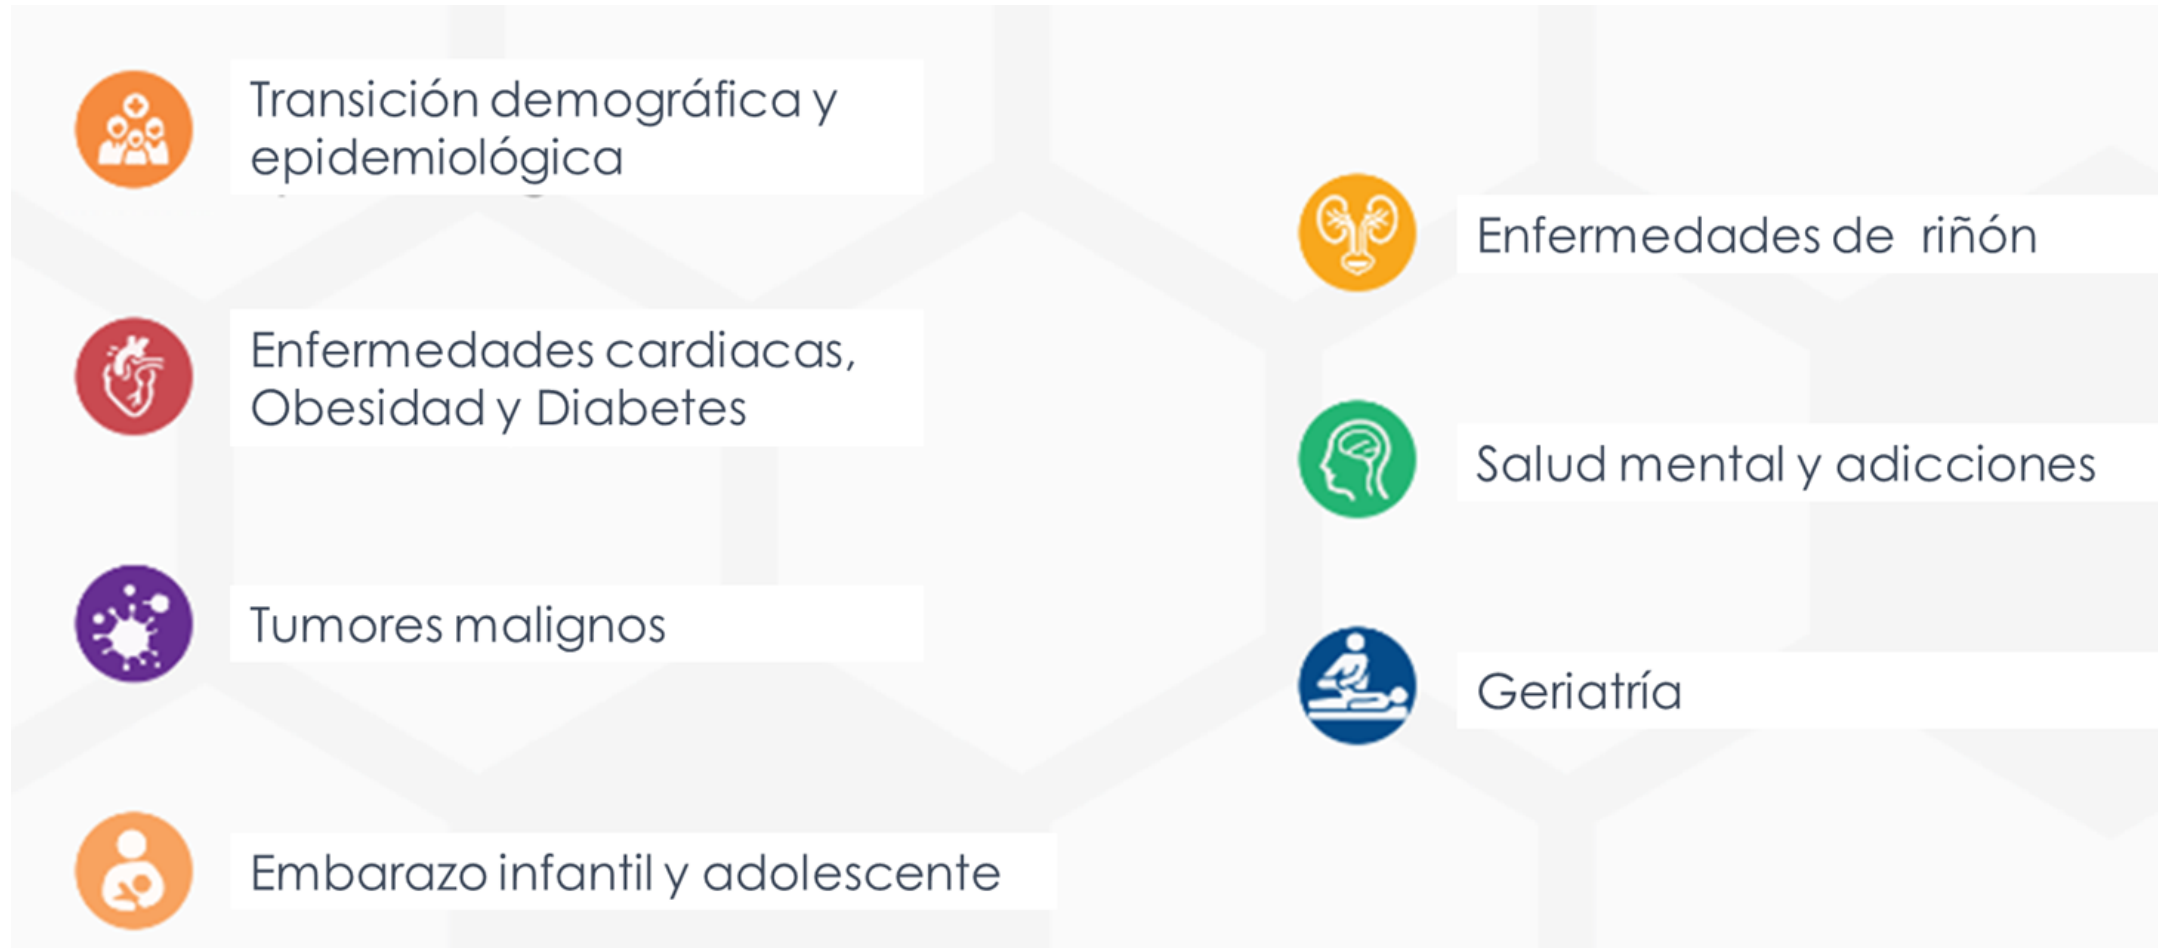 Transición demográfica y
epidemiológica
Enfermedades cardiacas,
Obesidad y Diabetes
Tumores malignos
Embarazo infantil y adolescente
Enfermedades de riñón
Salud mental y adicciones
Geriatría